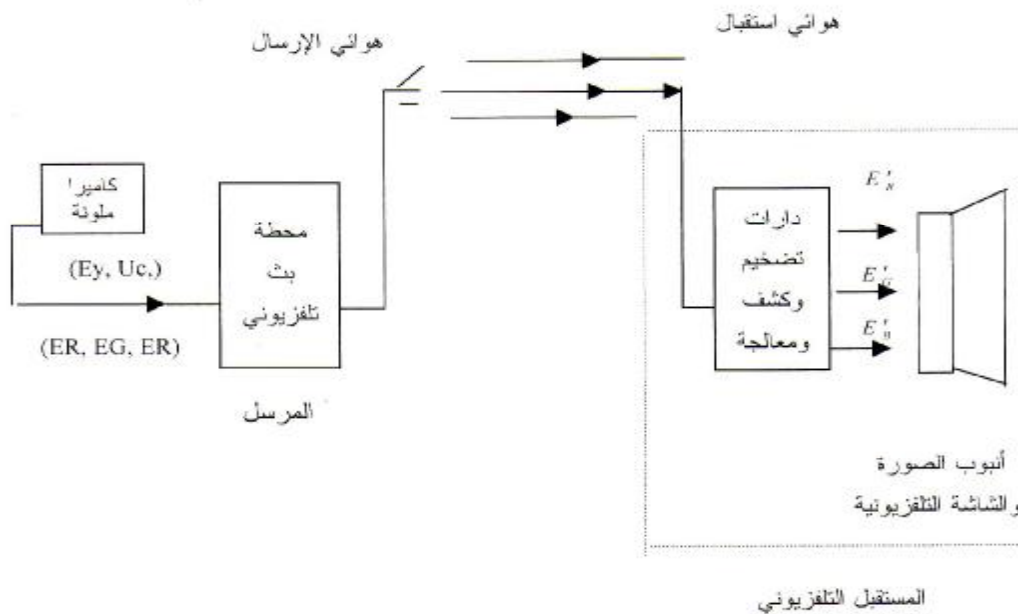 هوائي استقبال
هوائي الإرسال
كاميرا
ملونة
(Ey, Uc,)
(ER, EG, ER)
محطة
بث
تلفزيوني
المرسل
دارات
تضخيم
وكشف
ومعالجة
E'G
أنبوب الصورة
والشاشة التلفزيونية
المستقبل التلفزيوني